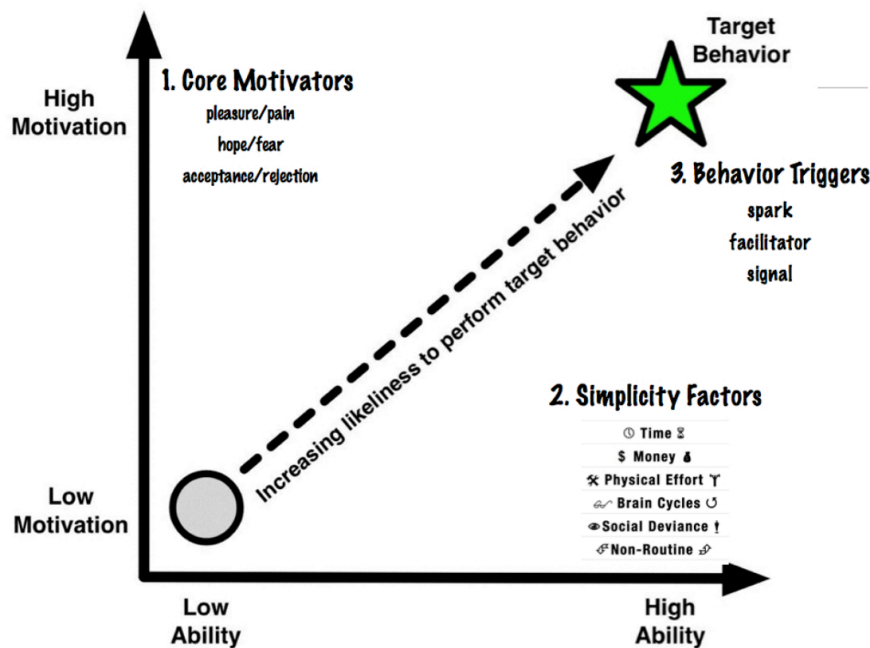 Target
Behavior
High
Motivation
1. Core Motivators
pleasure/pain
hope/fear
acceptance/rejection
3. Behavior Triggers
spark
facilitator
signal
Increasing likeliness to perform target behavior
2. Simplicity Factors
Time
$ Money
Physical Effort
Brain Cycles
Social Deviance
Non-Routine
Low
Motivation
Low
Ability
High
Ability